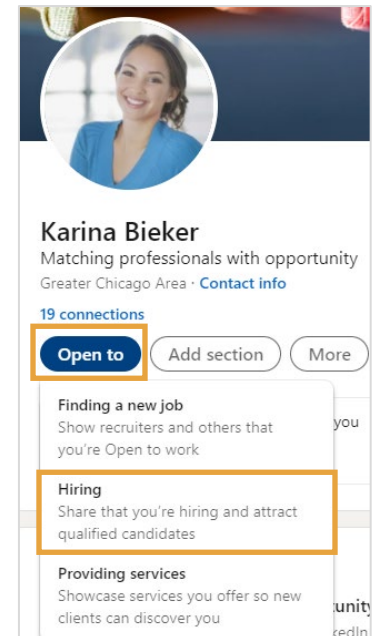 Karina Bieker
Matching professionals with opportunity
Greater Chicago Area · Contact info
19 connections
Open to
Add section
More
Finding a new job
Show recruiters and others that
you're Open to work
you
Hiring
Share that you're hiring and attract
qualified candidates
Providing services
Showcase services you offer so new
clients can discover you